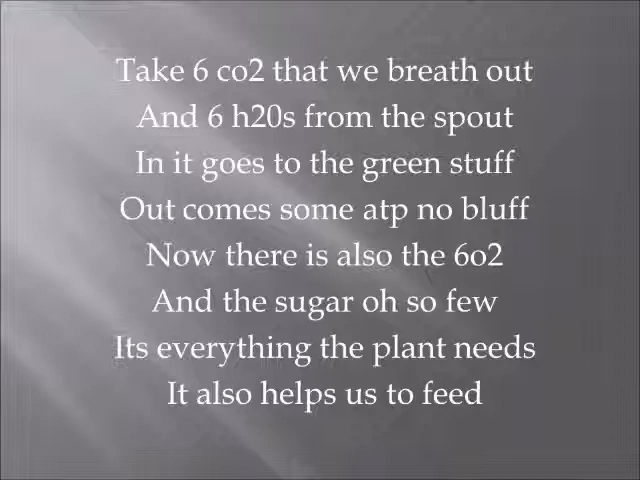 Take 6 co2 that we breath out
And 6 h20s from the spout
In it goes to the green stuff
Out comes some atp no bluff
Now there is also the 6o2
And the sugar oh so few
Its everything the plant needs
It also helps us to feed